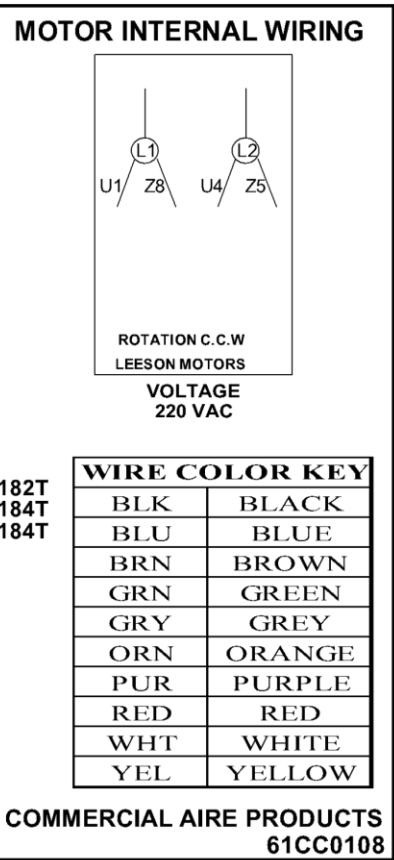 MOTOR INTERNAL WIRING
L1 L2
U1 Z8 U4 Z5
ROTATION C.C.W
LEESON MOTORS
VOLTAGE
220 VAC
182T
184T
184T
WIRE COLOR KEY
BLK BLACK
BLU BLUE
BRN BROWN
GRN GREEN
GRY GREY
ORN ORANGE
PUR PURPLE
RED RED
WHT WHITE
YEL YELLOW
COMMERCIAL AIRE PRODUCTS
61CC0108